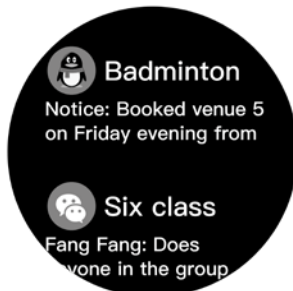 Badminton
Notice: Booked venue 5
on Friday evening from
Six class
Fang Fang: Does
in the group